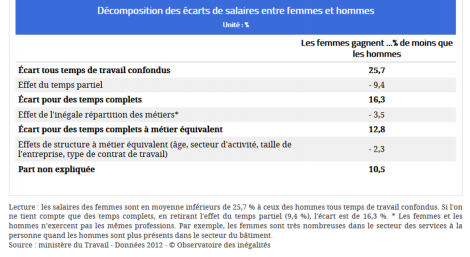 Décomposition des écarts de salaires entre femmes et hommes
Unité : %
Les femmes gagnent ...% de moins que
les hommes
Écart tous temps de travail confondus 25,7
Effet du temps partiel - 9,4
Écart pour des temps complets 16,3
Effet de l'inégale répartition des métiers* - 3,5
Écart pour des temps complets à métier équivalent 12,8
Effets de structure à métier équivalent (âge, secteur d'activité, taille de
l'entreprise, type de contrat de travail) - 2,3
Part non expliquée 10,5
Lecture : les salaires des femmes sont en moyenne inférieurs de 25,7 % à ceux des hommes tous temps de travail confondus. Si l'on
ne tient compte que des temps complets, en retirant l'effet du temps partiel (9,4 %), l'écart est de 16,3 %. * Les femmes et les
hommes n'exercent pas les mêmes professions. Par exemple, les femmes sont très nombreuses dans le secteur des services à la
personne quand les hommes sont plus présents dans le secteur du bâtiment.
Source : ministère du Travail - Données 2012 - © Observatoire des inégalités